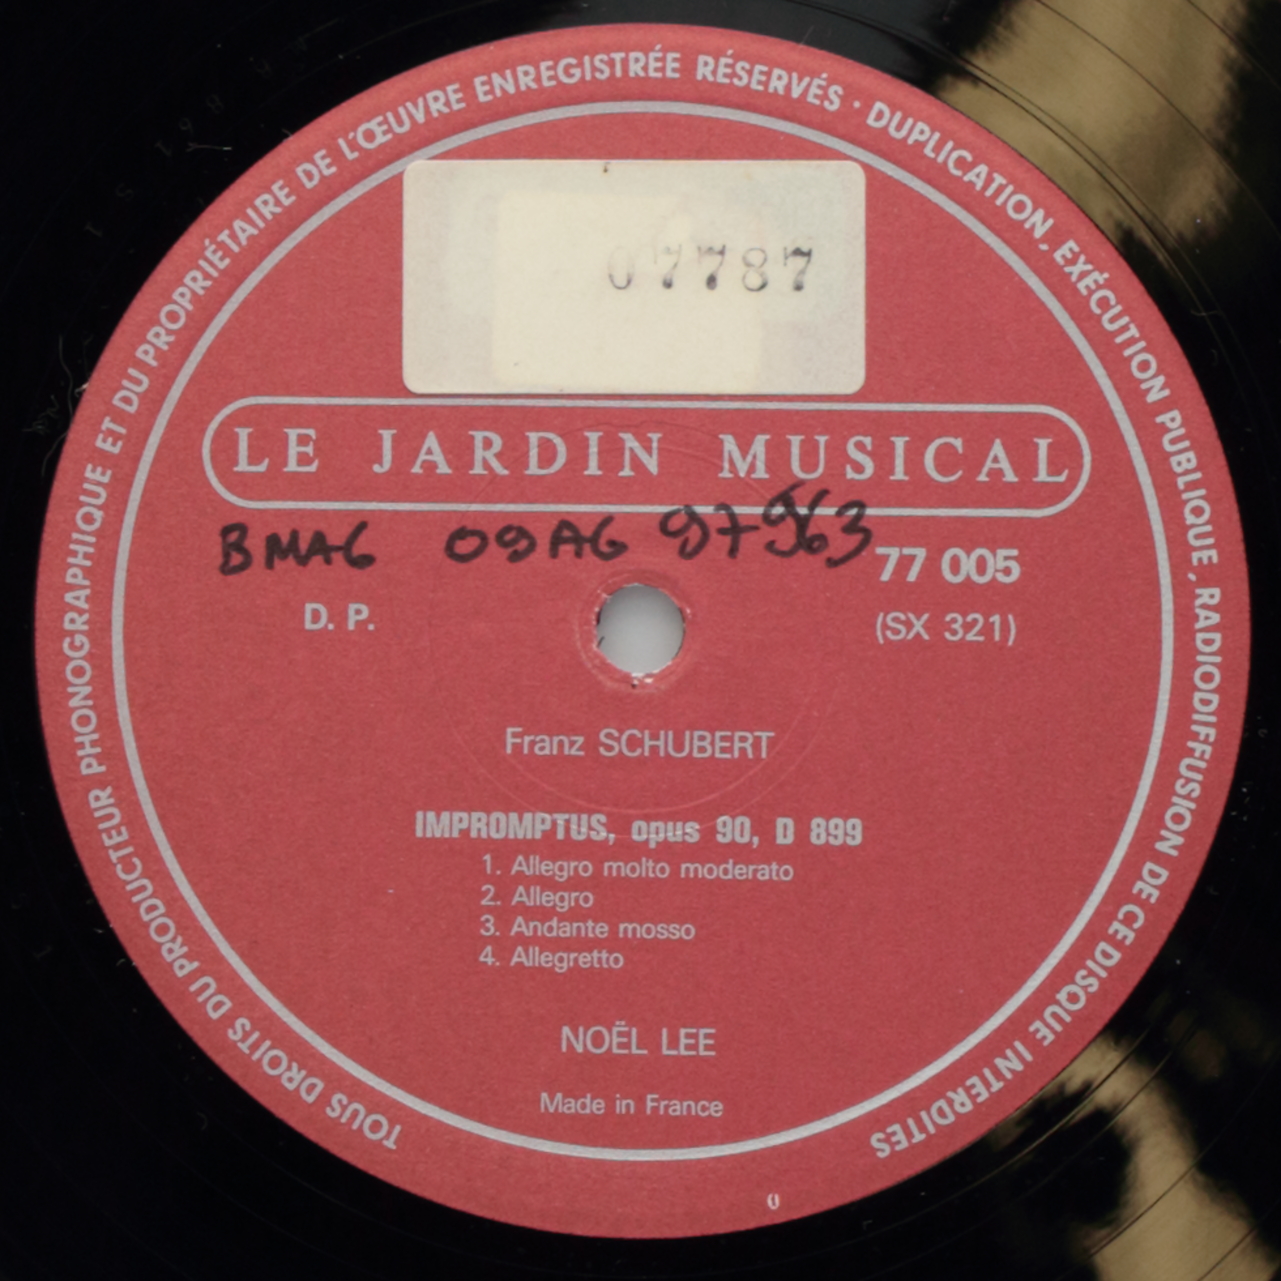 TOUS DROITS DU PRODUCTEUR PHONOGRAPHIQUE ET DU PROPRIÉTAIRE DE L'ŒUVRE ENREGISTRÉE RÉSERVÉS · DUPLICATION, EXÉCUTION PUBLIQUE, RADIODIFFUSION DE CE DISQUE INTERDITES
07787
LE JARDIN MUSICAL
BMAG 09AG
77 005
D. P.
(SX 321)
Franz SCHUBERT
IMPROMPTUS, opus 90, D 899
1. Allegro molto moderato
2. Allegro
3. Andante mosso
4. Allegretto
NOËL LEE
Made in France